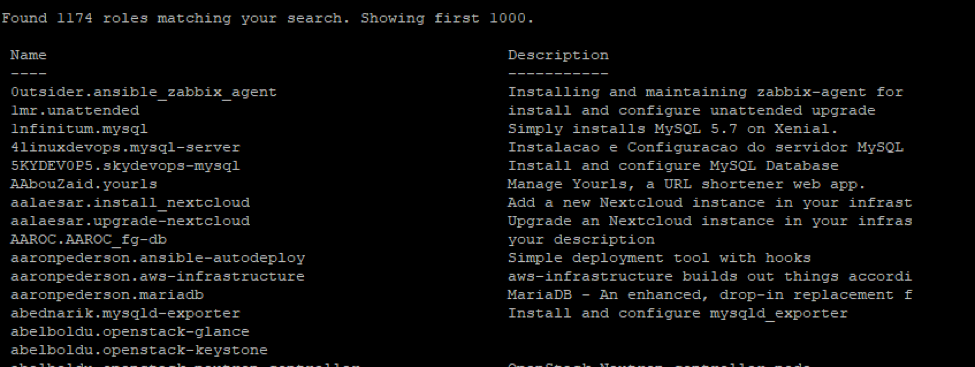 Found 1174 roles matching your search. Showing first 1000.
Name Description
---- -----------
0utsider.ansible_zabbix_agent Installing and maintaining zabbix-agent for
1mr.unattended install and configure unattended upgrade
1nfinitum.mysql Simply installs MySQL 5.7 on Xenial.
4linuxdevops.mysql-server Instalacao e Configuracao do servidor MySQL
5KYDEV0P5.skydevops-mysql Install and configure MySQL Database
AAbouZaid.yourls Manage Yourls, a URL shortener web app.
aalaesar.install_nextcloud Add a new Nextcloud instance in your infrast
aalaesar.upgrade-nextcloud Upgrade an Nextcloud instance in your infras
AAROC.AAROC_fg-db your description
aaronpederson.ansible-autodeploy Simple deployment tool with hooks
aaronpederson.aws-infrastructure aws-infrastructure builds out things accordi
aaronpederson.mariadb MariaDB - An enhanced, drop-in replacement f
abednarik.mysqld-exporter Install and configure mysqld_exporter
abelboldu.openstack-glance
abelboldu.openstack-keystone